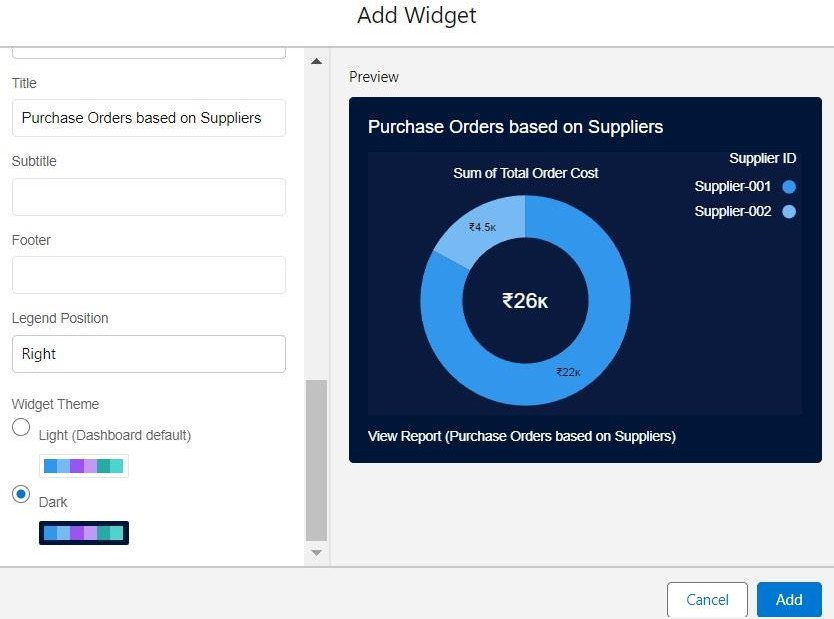 Add Widget
Title
Purchase Orders based on Suppliers
Subtitle
Footer
Legend Position
Right
Widget Theme
Light (Dashboard default)
Dark
Preview
Purchase Orders based on Suppliers
Sum of Total Order Cost
Supplier ID
Supplier-001
Supplier-002
₹4.5K
₹26K
₹22K
View Report (Purchase Orders based on Suppliers)
Cancel
Add